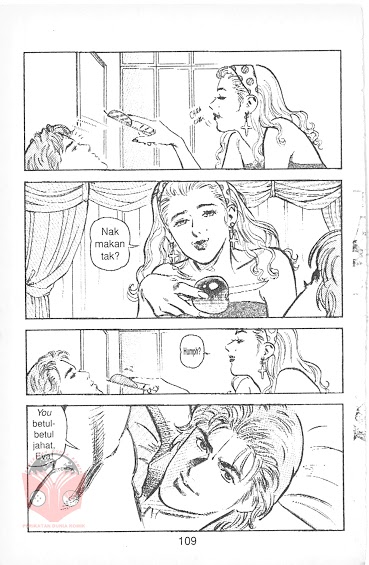 Nak
makan
tak?
Humph?
You
betul-
betul
jahat,
Eva!
109